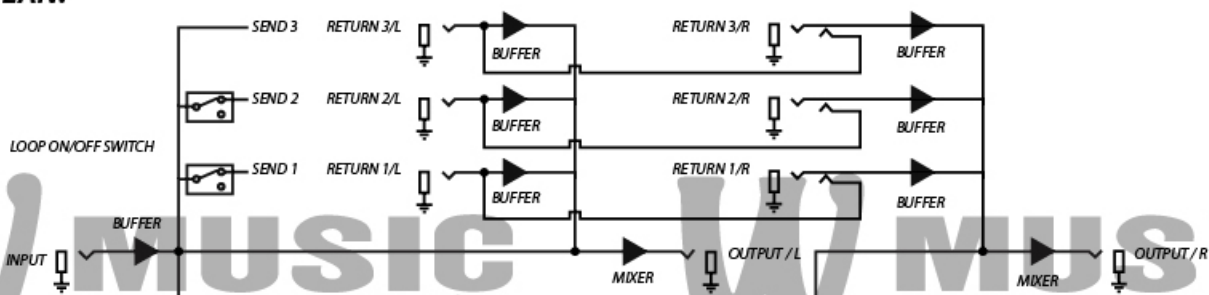 SEND 3 RETURN 3/L BUFFER RETURN 3/R BUFFER
SEND 2 RETURN 2/L BUFFER RETURN 2/R BUFFER
LOOP ON/OFF SWITCH
SEND 1 RETURN 1/L BUFFER RETURN 1/R BUFFER
INPUT BUFFER MIXER OUTPUT / L MIXER OUTPUT / R
MUSIC W MUS